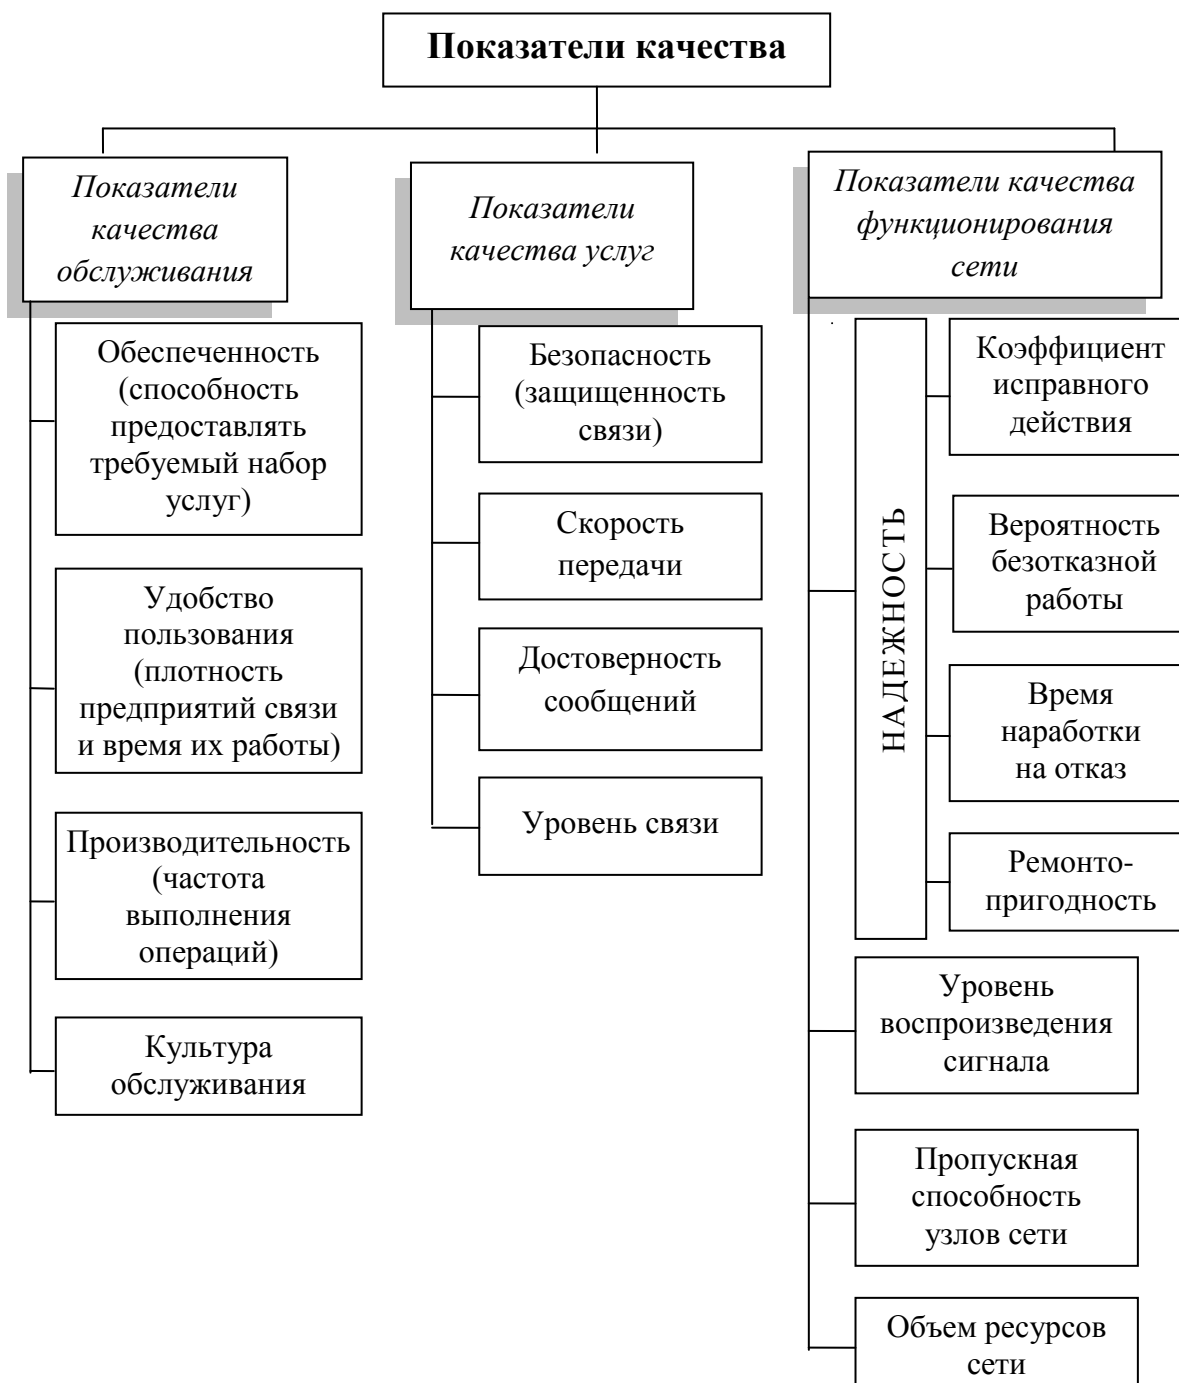 Показатели качества
Показатели
качества
обслуживания
Обеспеченность
(способность
предоставлять
требуемый набор
услуг)
Удобство
пользования
(плотность
предприятий связи
и время их работы)
Производительность
(частота
выполнения
операций)
Культура
обслуживания
Показатели
качества услуг
Безопасность
(защищенность
связи)
Скорость
передачи
Достоверность
сообщений
Уровень связи
Показатели качества
функционирования
сети
НАДЕЖНОСТЬ
Коэффициент
исправного
действия
Вероятность
безотказной
работы
Время
наработки
на отказ
Ремонто-
пригодность
Уровень
воспроизведения
сигнала
Пропускная
способность
узлов сети
Объем ресурсов
сети